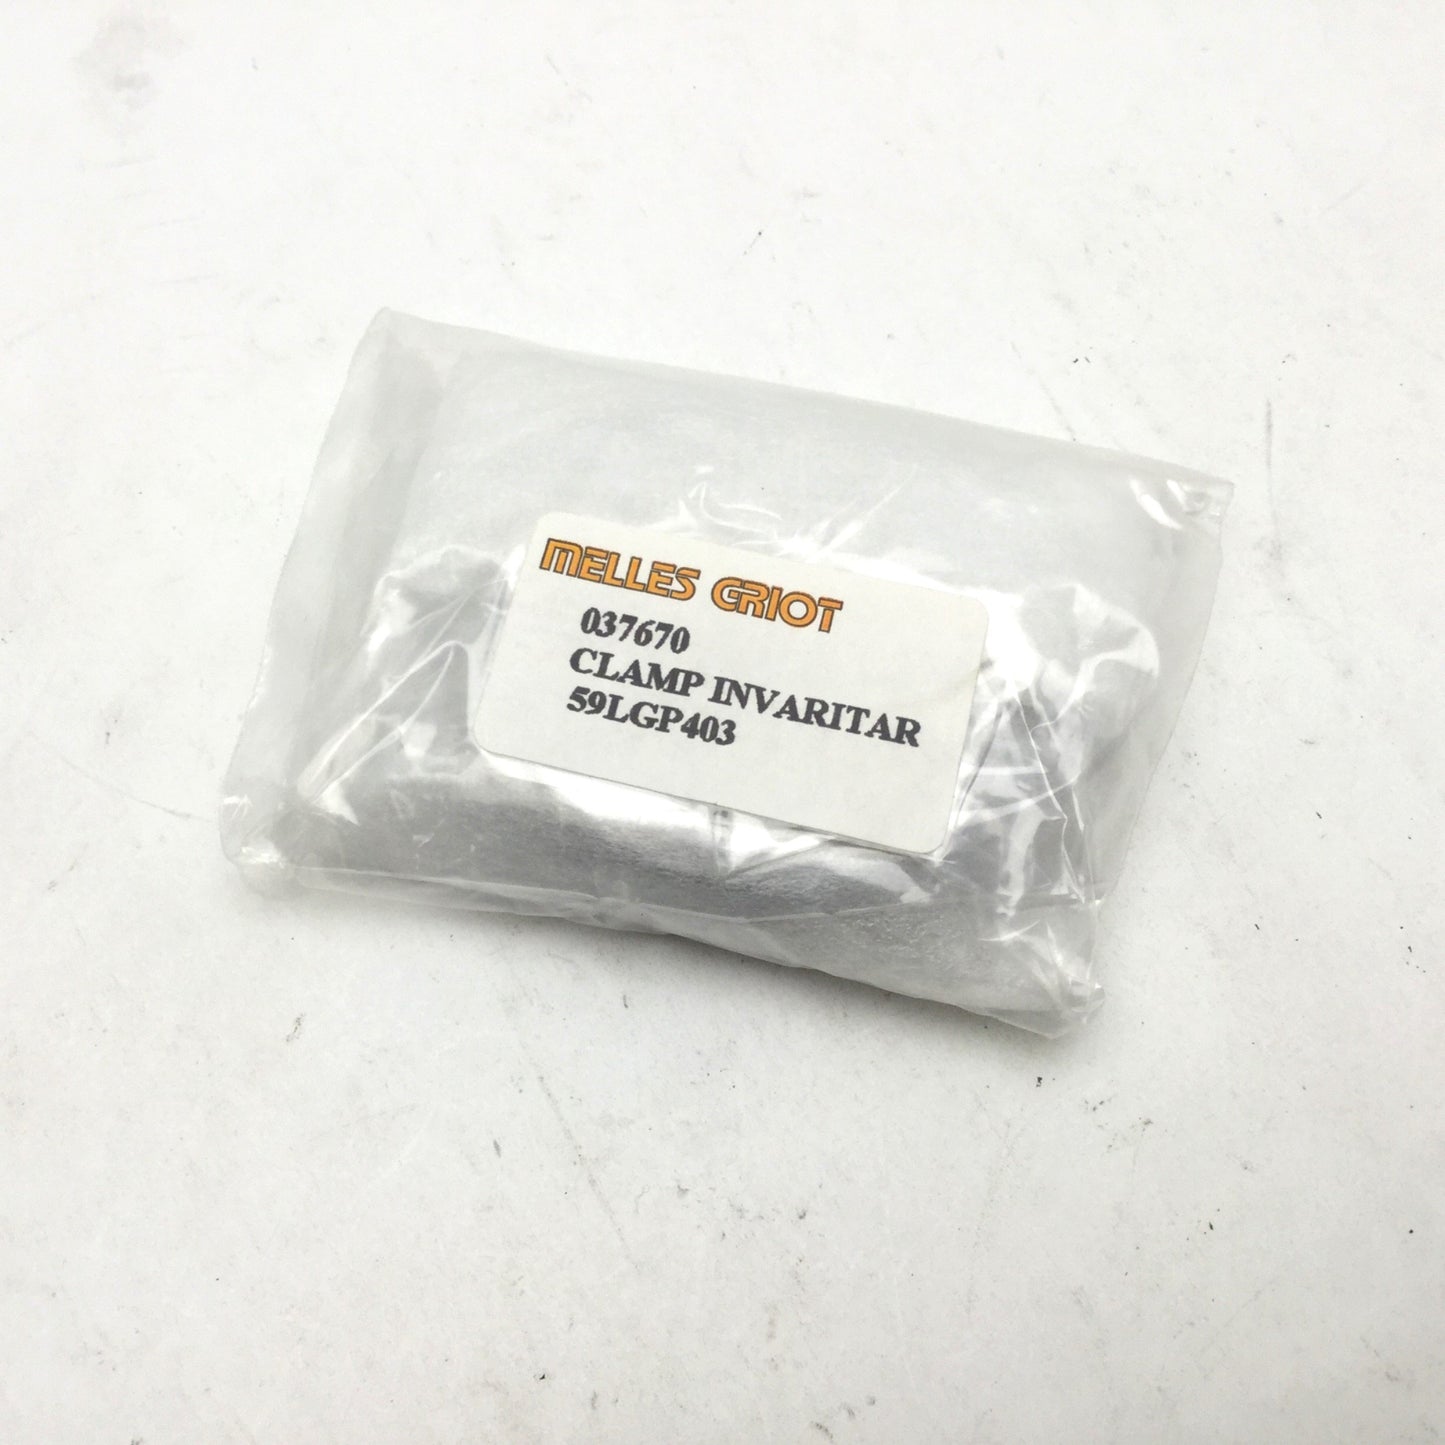 MELLES GRIOT
037670
CLAMP INVARITAR
59LGP403